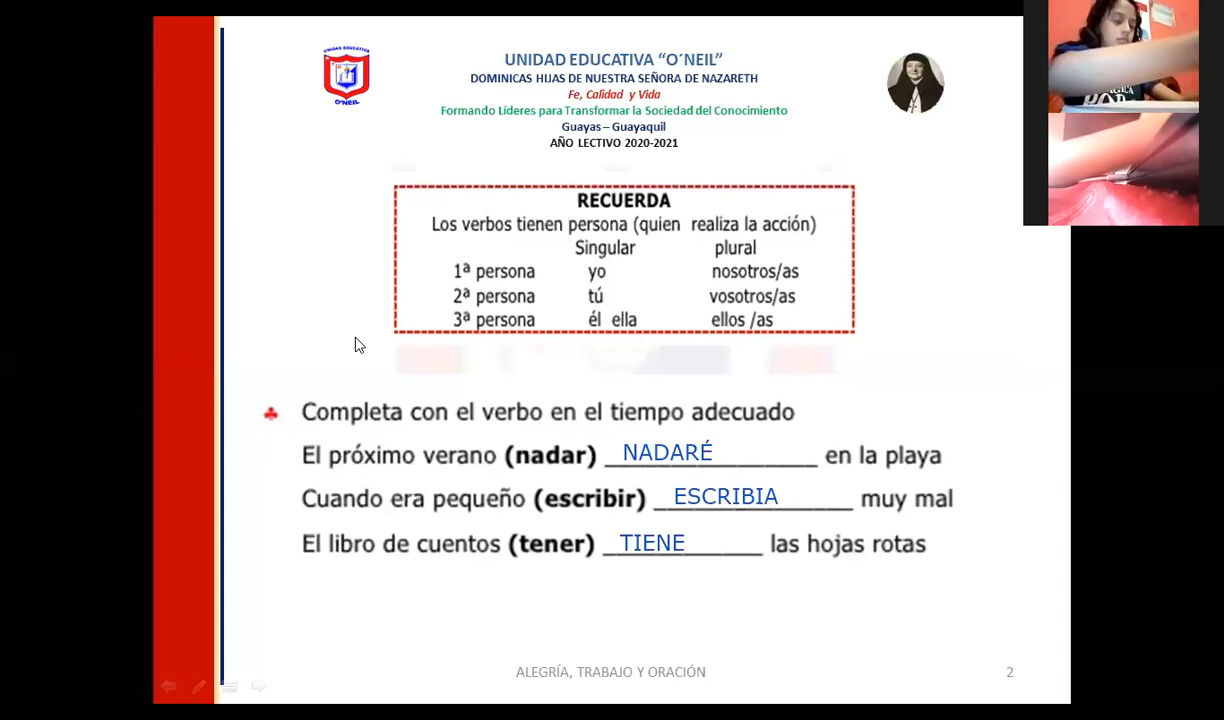 UNIDAD EDUCATIVA
O´NEIL
UNIDAD EDUCATIVA “O´NEIL”
DOMINICAS HIJAS DE NUESTRA SEÑORA DE NAZARETH
Fe, Calidad y Vida
Formando Líderes para Transformar la Sociedad del Conocimiento
Guayas – Guayaquil
AÑO LECTIVO 2020-2021
RECUERDA
Los verbos tienen persona (quien realiza la acción)
Singular plural
1ª persona yo nosotros/as
2ª persona tú vosotros/as
3ª persona él ella ellos /as
♣ Completa con el verbo en el tiempo adecuado
El próximo verano (nadar) NADARÉ en la playa
Cuando era pequeño (escribir) ESCRIBIA muy mal
El libro de cuentos (tener) TIENE las hojas rotas
ALEGRÍA, TRABAJO Y ORACIÓN 2